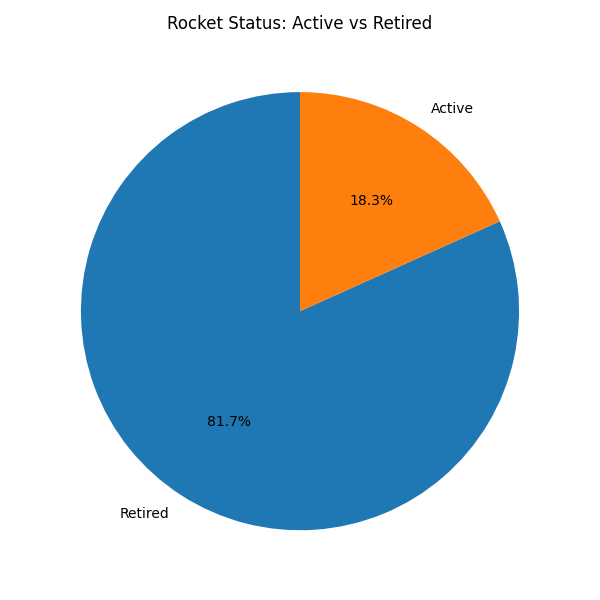 Rocket Status: Active vs Retired
Active
18.3%
81.7%
Retired